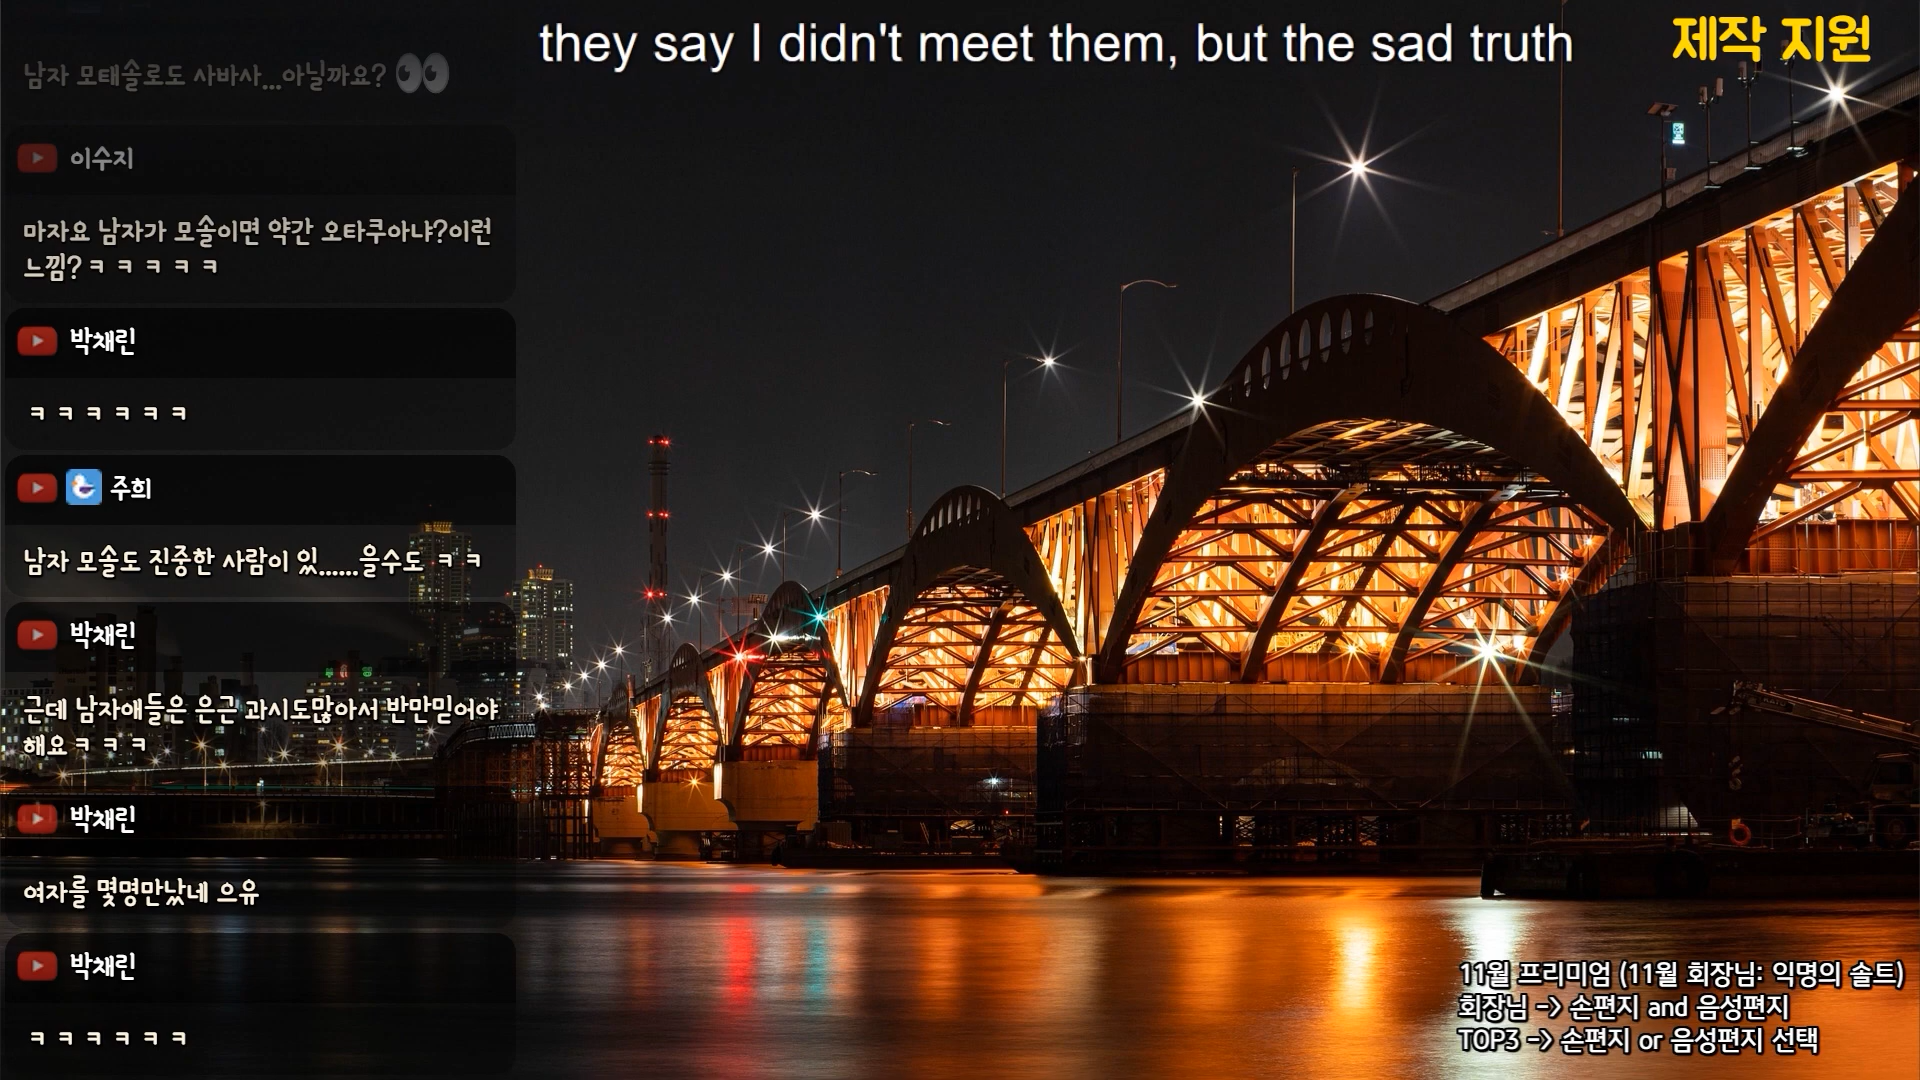 they say I didn't meet them, but the sad truth
제작 지원
남자 모태솔로도 사바사...아닐까요? 👀
이수지
마자요 남자가 모솔이면 약간 오타쿠아냐?이런
느낌?ㅋㅋㅋㅋㅋ
박채린
ㅋㅋㅋㅋㅋㅋ
주희
남자 모솔도 진중한 사람이 있......을수도 ㅋㅋ
박채린
근데 남자애들은 은근 과시도많아서 반만믿어야
해요ㅋㅋㅋ
박채린
여자를 몇명만났네 으유
박채린
ㅋㅋㅋㅋㅋㅋ
11월 프리미엄 (11월 회장님: 익명의 솔트)
회장님 -> 손편지 and 음성편지
TOP3 -> 손편지 or 음성편지 선택